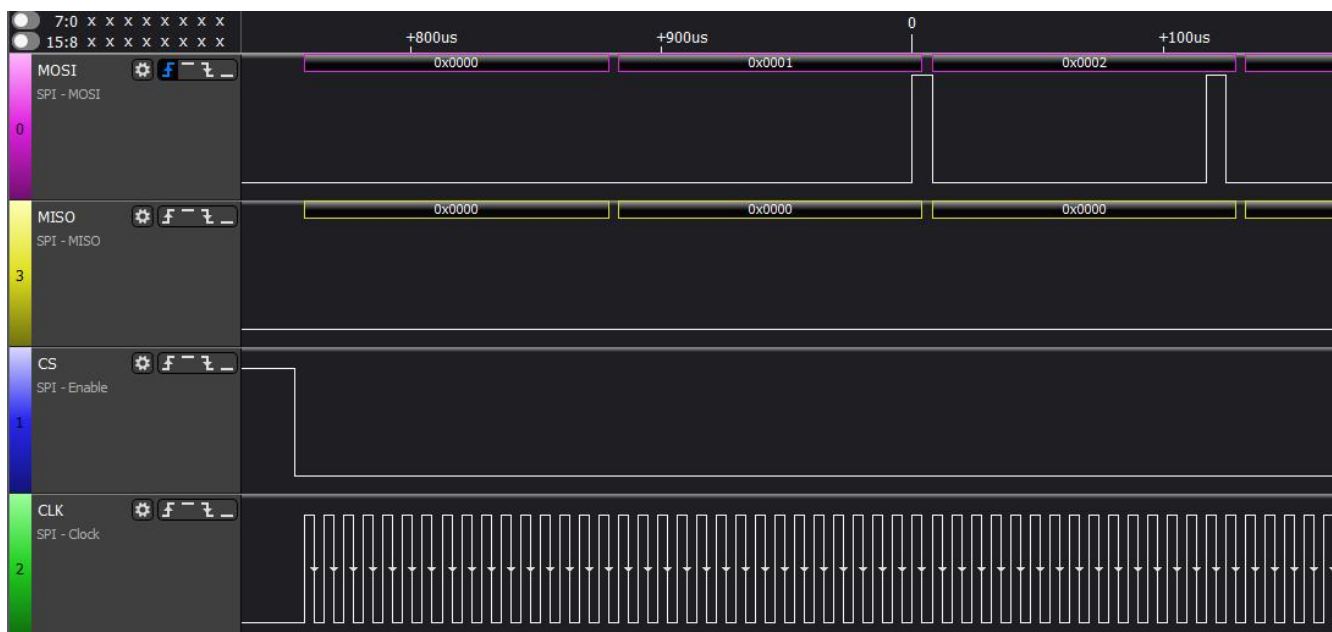 7:0 x x x x x x x x
15:8 x x x x x x x x
+800us +900us 0 +100us
MOSI
SPI - MOSI
0
0x0000 0x0001 0x0002
MISO
SPI - MISO
3
0x0000 0x0000 0x0000
CS
SPI - Enable
1
CLK
SPI - Clock
2